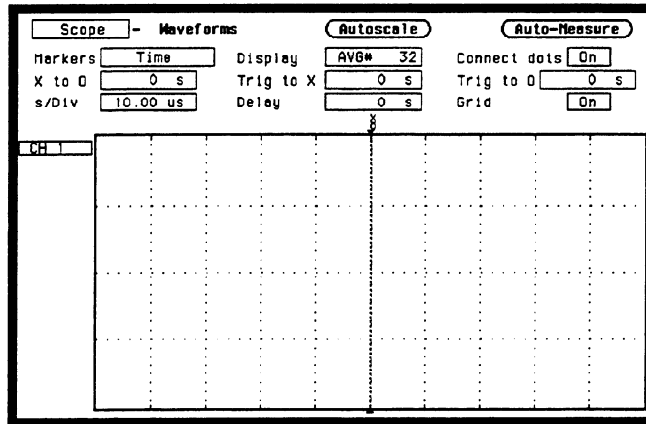 Scope - Waveforms Autoscale Auto-Measure
Markers Time Display AVG# 32 Connect dots On
X to O 0 s Trig to X 0 s Trig to O 0 s
s/Div 10.00 us Delay 0 s Grid On
X
O
CH 1